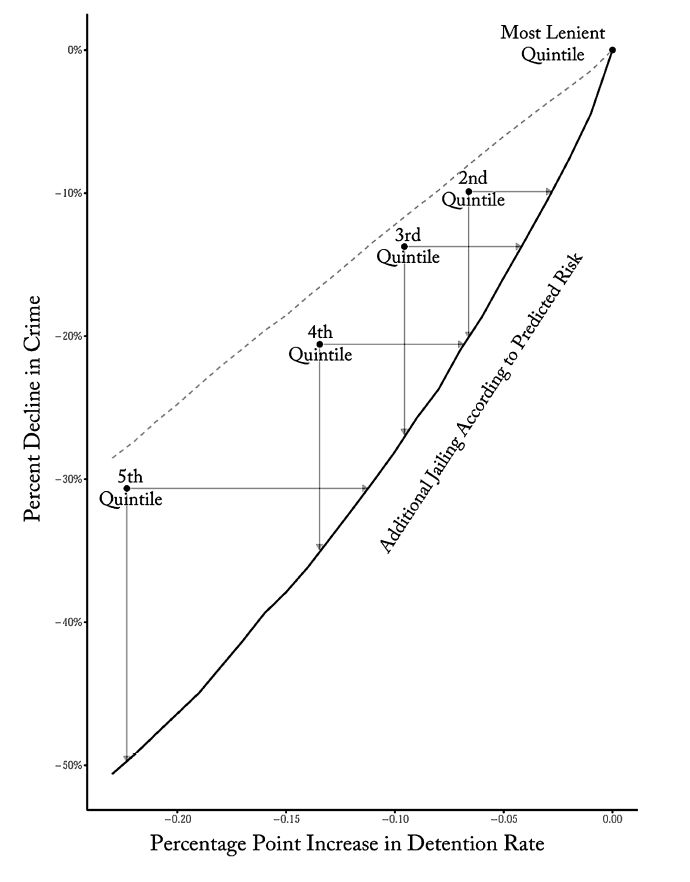 Most Lenient
Quintile
0%
2nd
Quintile
-10%
3rd
Quintile
4th
Quintile
-20%
5th
Quintile
-30%
-40%
-50%
Additional Jailing According to Predicted Risk
Percent Decline in Crime
-0.20 -0.15 -0.10 -0.05 0.00
Percentage Point Increase in Detention Rate